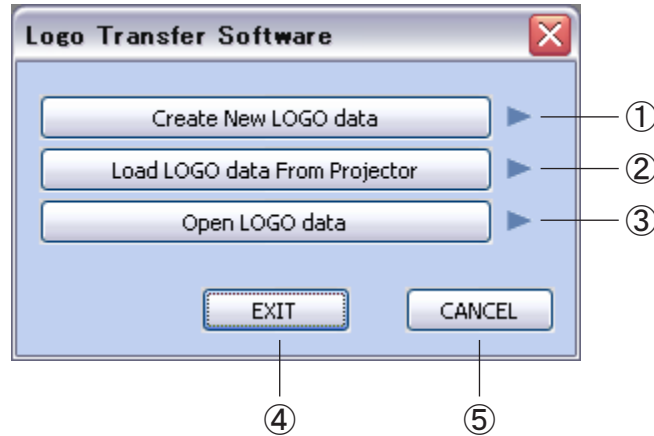 Logo Transfer Software
Create New LOGO data ①
Load LOGO data From Projector ②
Open LOGO data ③
EXIT CANCEL
④ ⑤